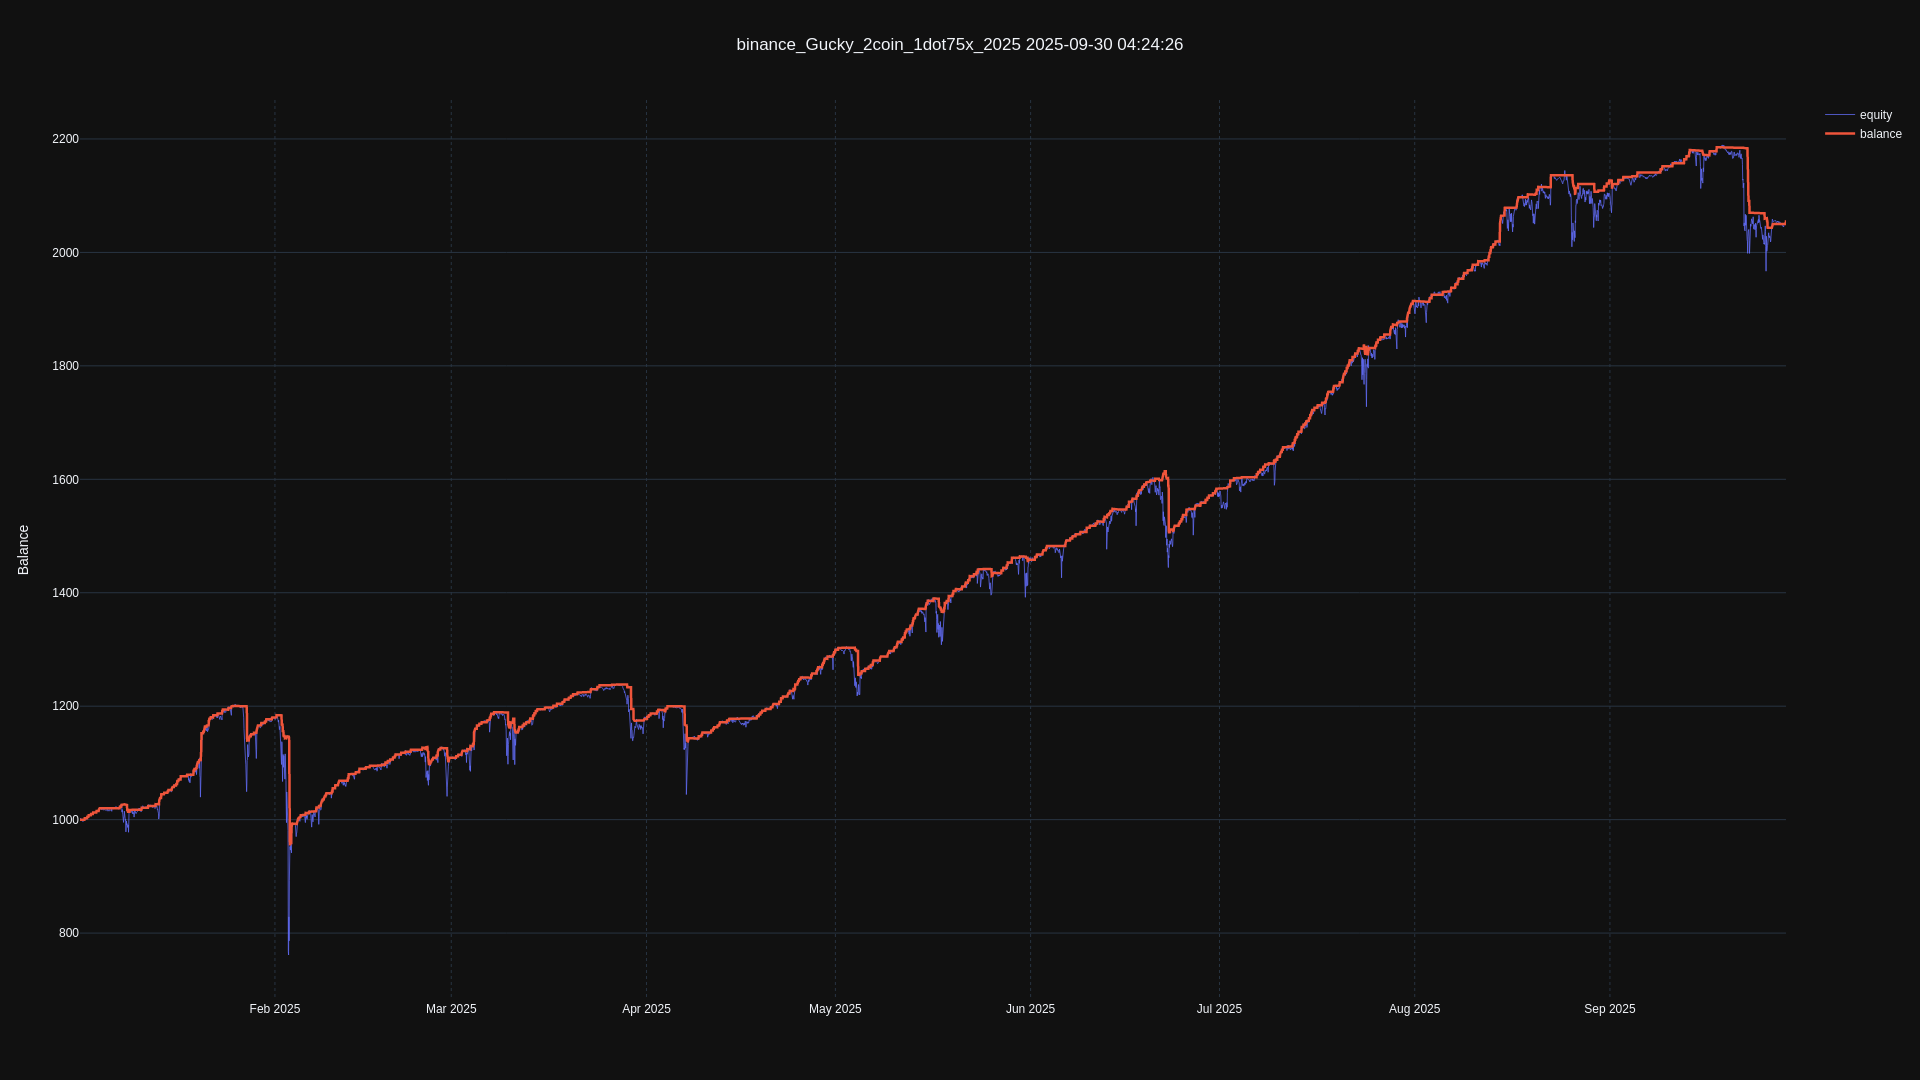 binance_Gucky_2coin_1dot75x_2025 2025-09-30 04:24:26
equity
balance
2200
2000
1800
1600
1400
1200
1000
800
Balance
Feb 2025
Mar 2025
Apr 2025
May 2025
Jun 2025
Jul 2025
Aug 2025
Sep 2025